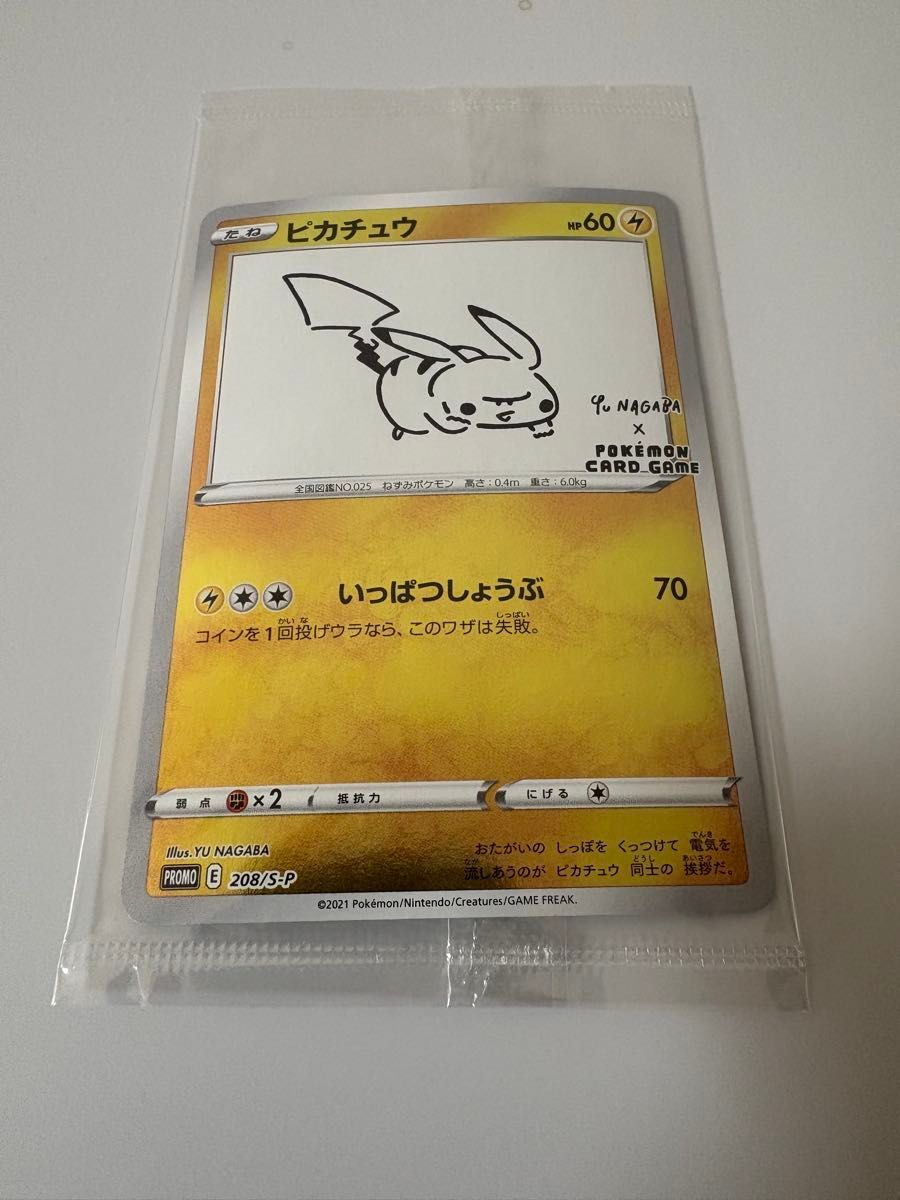 たね ピカチュウ HP60
Yu NAGABA
×
POKÉMON
CARD GAME
全国図鑑NO.025 ねずみポケモン 高さ:0.4m 重さ:6.0kg
いっぱつしょうぶ 70
コインを1回投げウラなら、このワザは失敗。
弱点 ×2 抵抗力 にげる
Illus.YU NAGABA
PROMO E 208/S-P
おたがいの しっぽを くっつけて 電気を
流しあうのが ピカチュウ 同士の 挨拶だ。
©2021 Pokémon/Nintendo/Creatures/GAME FREAK.